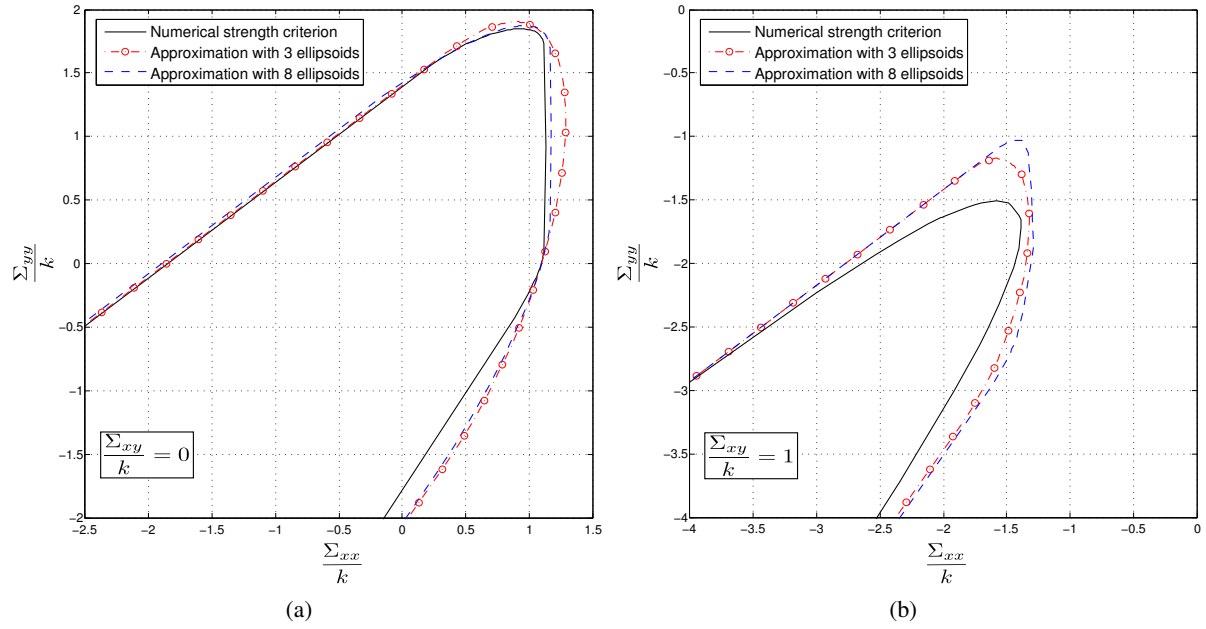 Numerical strength criterion
Approximation with 3 ellipsoids
Approximation with 8 ellipsoids
2
1.5
1
0.5
0
−0.5
−1
−1.5
−2
Σyy
k
Σxy
k
= 0
−2.5 −2 −1.5 −1 −0.5 0 0.5 1 1.5
Σxx
k
(a)
Numerical strength criterion
Approximation with 3 ellipsoids
Approximation with 8 ellipsoids
0
−0.5
−1
−1.5
−2
−2.5
−3
−3.5
−4
Σyy
k
Σxy
k
= 1
−4 −3.5 −3 −2.5 −2 −1.5 −1 −0.5 0
Σxx
k
(b)